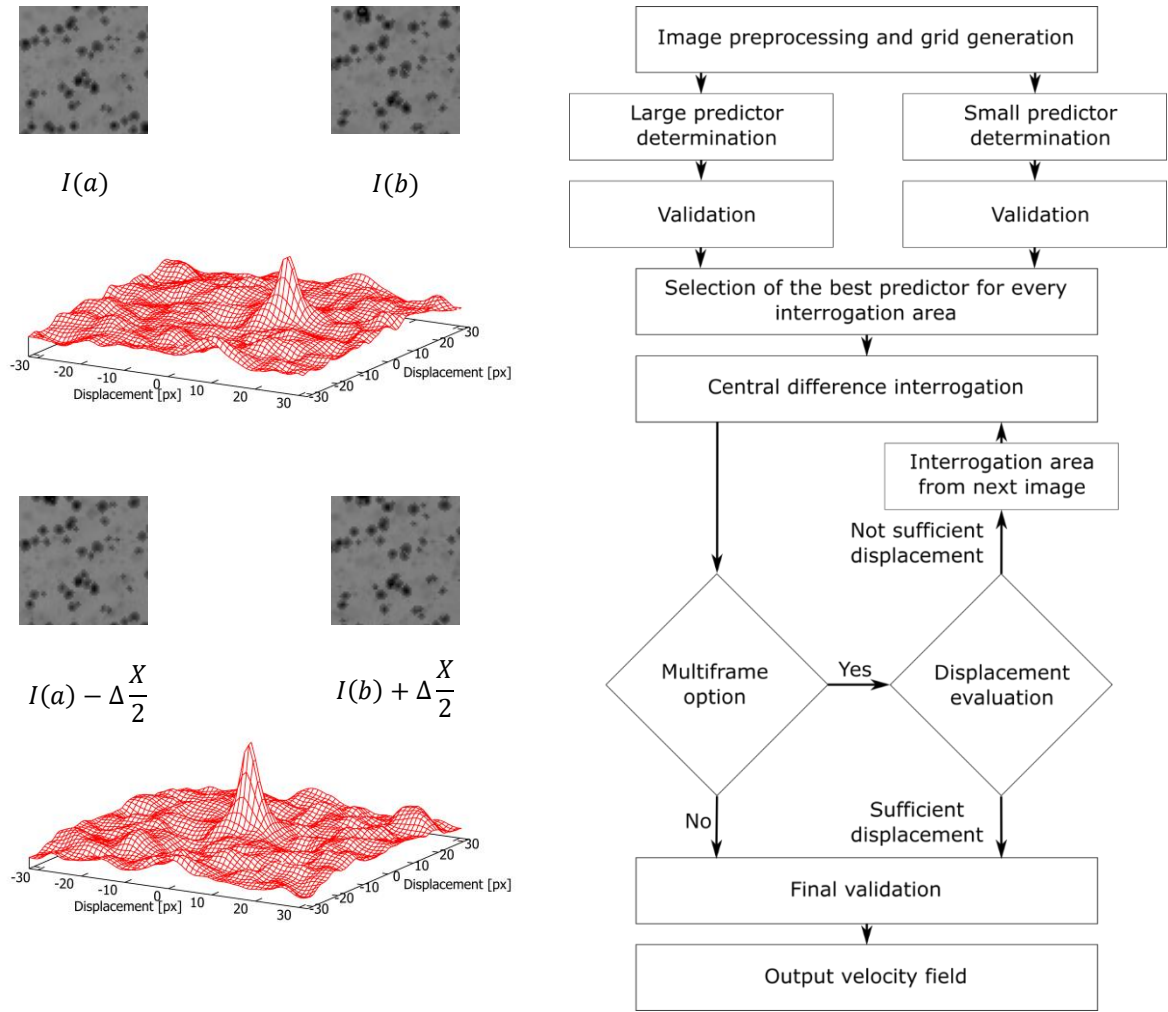 I(a)
I(b)
-30
-20
-10
0
10
20
30
Displacement [px]
-30
-20
-10
0
10
20
30
Displacement [px]
I(a) − Δ X/2
I(b) + Δ X/2
-30
-20
-10
0
10
20
30
Displacement [px]
-30
-20
-10
0
10
20
30
Displacement [px]
Image preprocessing and grid generation
Large predictor
determination
Small predictor
determination
Validation
Validation
Selection of the best predictor for every
interrogation area
Central difference interrogation
Interrogation area
from next image
Not sufficient
displacement
Multiframe
option
Yes
Displacement
evaluation
No
Sufficient
displacement
Final validation
Output velocity field